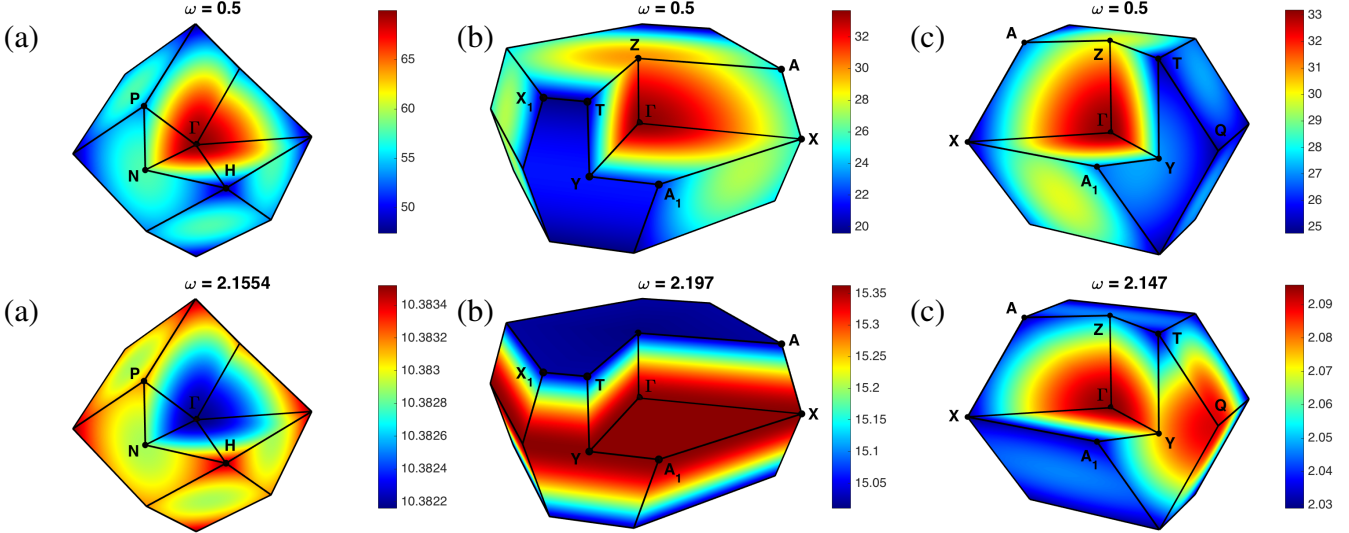 ω = 0.5
(a)
P
Γ
N
H
65
60
55
50
ω = 0.5
(b)
Z
A
X1
T
Γ
X
Y
A1
32
30
28
26
24
22
20
ω = 0.5
(c)
A
Z
T
Γ
Q
X
Y
A1
33
32
31
30
29
28
27
26
25
ω = 2.1554
(a)
P
Γ
N
H
10.3834
10.3832
10.383
10.3828
10.3826
10.3824
10.3822
ω = 2.197
(b)
A
X1
T
Γ
X
Y
A1
15.35
15.3
15.25
15.2
15.15
15.1
15.05
ω = 2.147
(c)
A
Z
T
Γ
Q
X
Y
A1
2.09
2.08
2.07
2.06
2.05
2.04
2.03